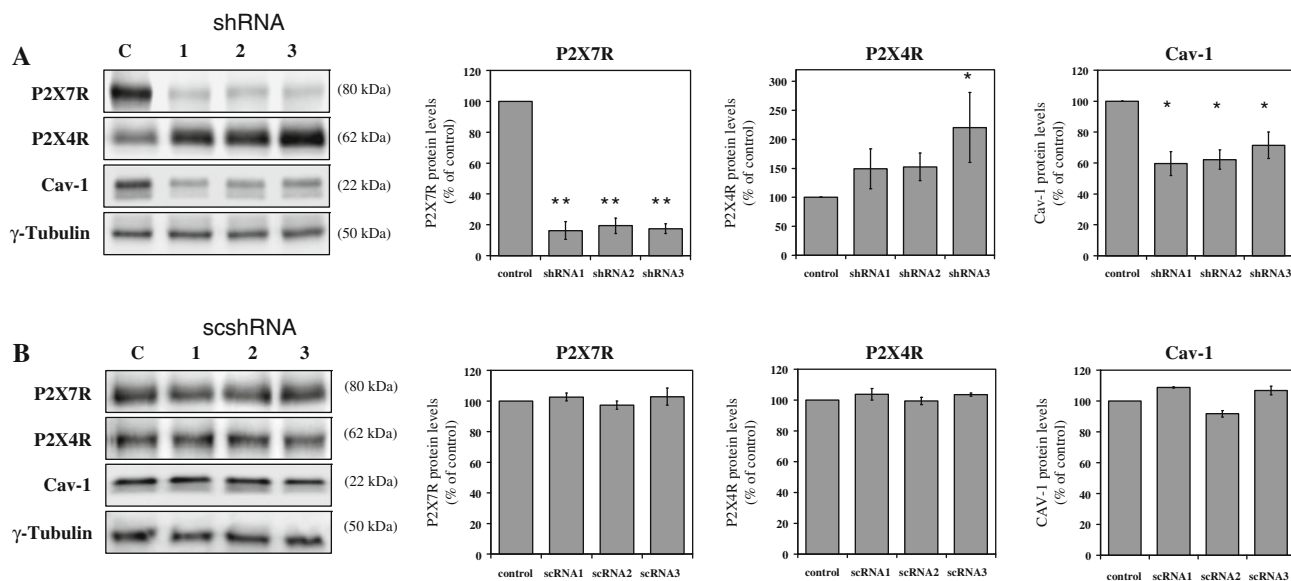 shRNA
A
C 1 2 3
P2X7R (80 kDa)
P2X4R (62 kDa)
Cav-1 (22 kDa)
γ-Tubulin (50 kDa)
P2X7R
P2X7R protein levels
(% of control)
120
100
80
60
40
20
0
** ** **
control shRNA1 shRNA2 shRNA3
P2X4R
P2X4R protein levels
(% of control)
300
250
200
150
100
50
0
*
control shRNA1 shRNA2 shRNA3
Cav-1
Cav-1 protein levels
(% of control)
120
100
80
60
40
20
0
* * *
control shRNA1 shRNA2 shRNA3
scshRNA
B
C 1 2 3
P2X7R (80 kDa)
P2X4R (62 kDa)
Cav-1 (22 kDa)
γ-Tubulin (50 kDa)
P2X7R
P2X7R protein levels
(% of control)
120
100
80
60
40
20
0
control scRNA1 scRNA2 scRNA3
P2X4R
P2X4R protein levels
(% of control)
120
100
80
60
40
20
0
control scRNA1 scRNA2 scRNA3
Cav-1
CAV-1 protein levels
(% of control)
120
100
80
60
40
20
0
control scRNA1 scRNA2 scRNA3